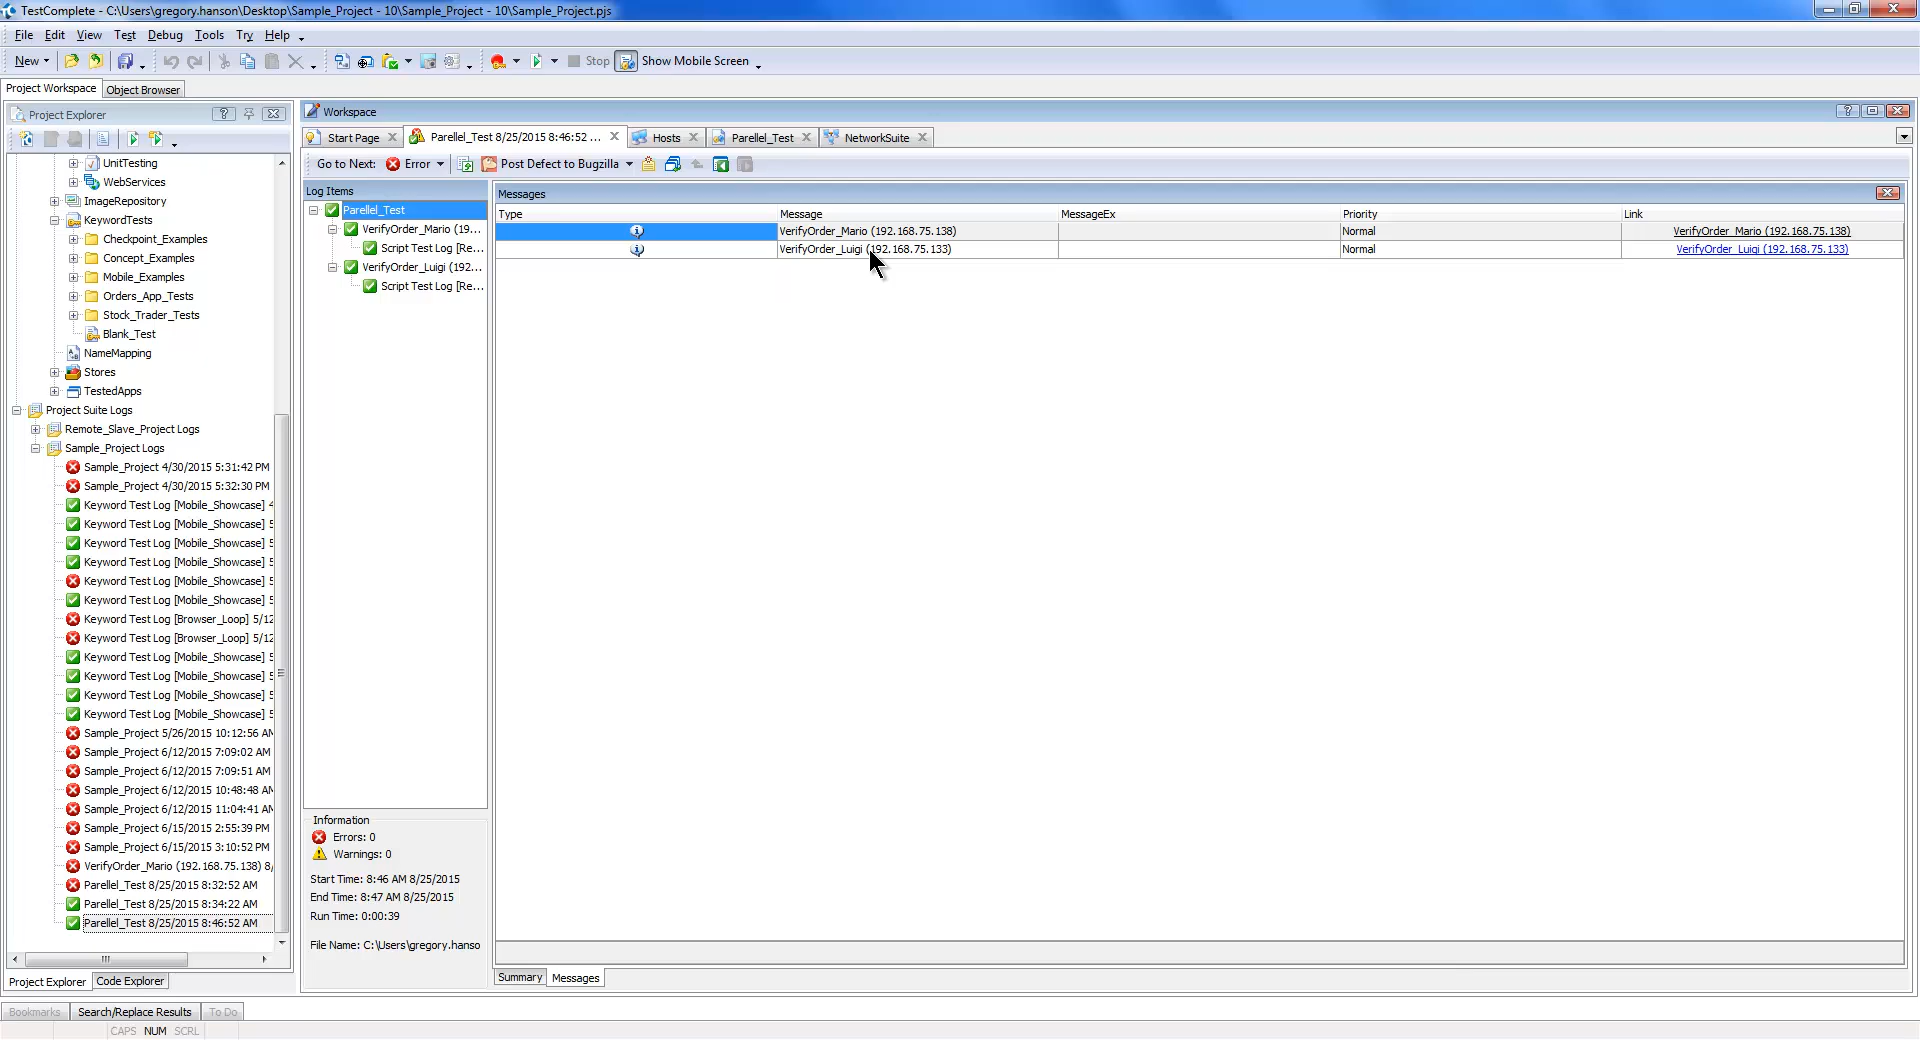 TestComplete - C:\Users\gregory.hanson\Desktop\Sample_Project - 10\Sample_Project - 10\Sample_Project.pjs
File Edit View Test Debug Tools Try Help
New Stop Show Mobile Screen
Project Workspace Object Browser
Project Explorer
UnitTesting
WebServices
ImageRepository
KeywordTests
Checkpoint_Examples
Concept_Examples
Mobile_Examples
Orders_App_Tests
Stock_Trader_Tests
Blank_Test
NameMapping
Stores
TestedApps
Project Suite Logs
Remote_Slave_Project Logs
Sample_Project Logs
Sample_Project 4/30/2015 5:31:42 PM
Sample_Project 4/30/2015 5:32:30 PM
Keyword Test Log [Mobile_Showcase] 4
Keyword Test Log [Mobile_Showcase] 5
Keyword Test Log [Mobile_Showcase] 5
Keyword Test Log [Mobile_Showcase] 5
Keyword Test Log [Mobile_Showcase] 5
Keyword Test Log [Mobile_Showcase] 5
Keyword Test Log [Browser_Loop] 5/12
Keyword Test Log [Browser_Loop] 5/12
Keyword Test Log [Mobile_Showcase] 5
Keyword Test Log [Mobile_Showcase] 5
Keyword Test Log [Mobile_Showcase] 5
Keyword Test Log [Mobile_Showcase] 5
Sample_Project 5/26/2015 10:12:56 AM
Sample_Project 6/12/2015 7:09:02 AM
Sample_Project 6/12/2015 7:09:51 AM
Sample_Project 6/12/2015 10:48:48 AM
Sample_Project 6/12/2015 11:04:41 AM
Sample_Project 6/15/2015 2:55:39 PM
Sample_Project 6/15/2015 3:10:52 PM
VerifyOrder_Mario (192.168.75.138) 8/
Parellel_Test 8/25/2015 8:32:52 AM
Parellel_Test 8/25/2015 8:34:22 AM
Parellel_Test 8/25/2015 8:46:52 AM
Project Explorer Code Explorer
Workspace
Start Page Parellel_Test 8/25/2015 8:46:52 ... Hosts Parellel_Test NetworkSuite
Go to Next: Error Post Defect to Bugzilla
Log Items
Parellel_Test
VerifyOrder_Mario (19...
Script Test Log [Re...
VerifyOrder_Luigi (192...
Script Test Log [Re...
Information
Errors: 0
Warnings: 0
Start Time: 8:46 AM 8/25/2015
End Time: 8:47 AM 8/25/2015
Run Time: 0:00:39
File Name: C:\Users\gregory.hanso
Messages
Type Message MessageEx Priority Link
VerifyOrder_Mario (192.168.75.138) Normal VerifyOrder_Mario (192.168.75.138)
VerifyOrder_Luigi (192.168.75.133) Normal VerifyOrder_Luigi (192.168.75.133)
Summary Messages
Bookmarks Search/Replace Results To Do
CAPS NUM SCRL